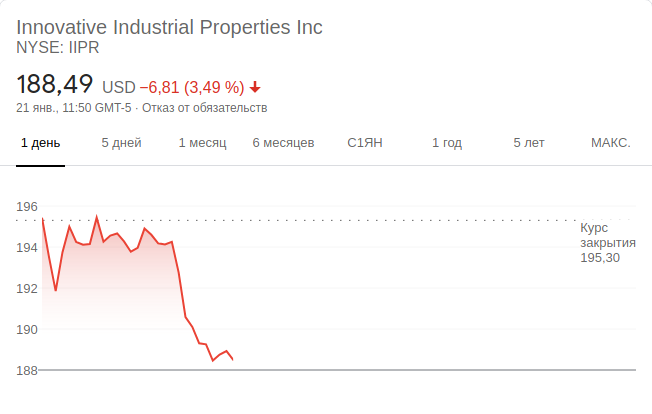 Innovative Industrial Properties Inc
NYSE: IIPR
188,49 USD −6,81 (3,49 %)
21 янв., 11:50 GMT-5 · Отказ от обязательств
1 день 5 дней 1 месяц 6 месяцев С1ЯН 1 год 5 лет МАКС.
196
Курс
закрытия
195,30
194
192
190
188